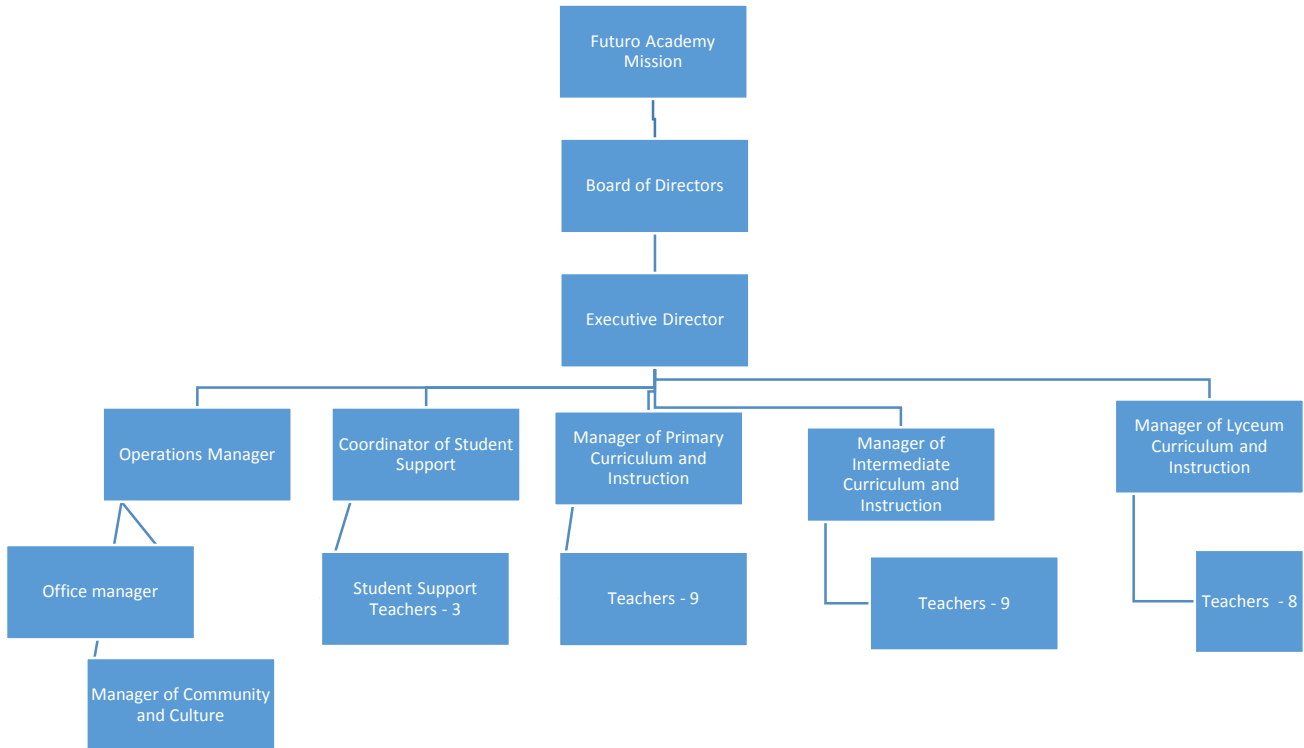 Futuro Academy
Mission
Board of Directors
Executive Director
Operations Manager
Coordinator of Student
Support
Manager of Primary
Curriculum and
Instruction
Manager of
Intermediate
Curriculum and
Instruction
Manager of Lyceum
Curriculum and
Instruction
Office manager
Student Support
Teachers - 3
Teachers - 9
Teachers - 9
Teachers - 8
Manager of Community
and Culture